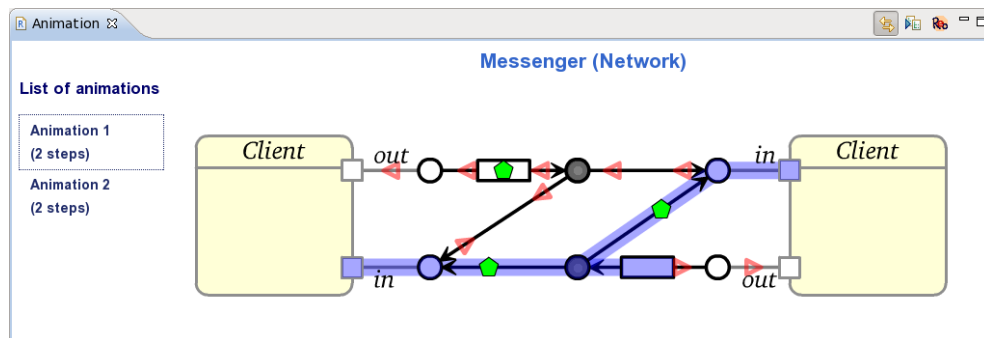 Animation
Messenger (Network)
List of animations
Animation 1
(2 steps)
Animation 2
(2 steps)
Client
out
in
Client
in
out